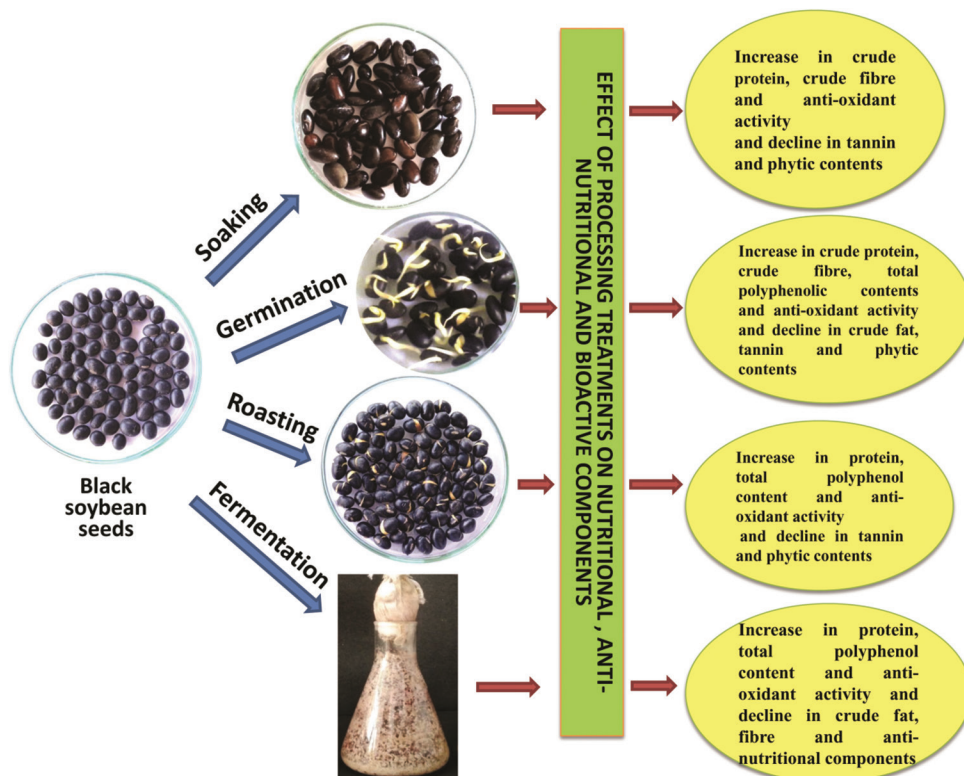 Black
soybean
seeds
Soaking
Germination
Roasting
Fermentation
EFFECT OF PROCESSING TREATMENTS ON NUTRITIONAL , ANTI-
NUTRITIONAL AND BIOACTIVE COMPONENTS
Increase in crude
protein, crude fibre
and anti-oxidant
activity
and decline in tannin
and phytic contents
Increase in crude protein,
crude fibre, total
polyphenolic contents
and anti-oxidant activity
and decline in crude fat,
tannin and phytic
contents
Increase in protein,
total polyphenol
content and anti-
oxidant activity
and decline in tannin
and phytic contents
Increase in protein,
total polyphenol
content and anti-
oxidant activity and
decline in crude fat,
fibre and anti-
nutritional components